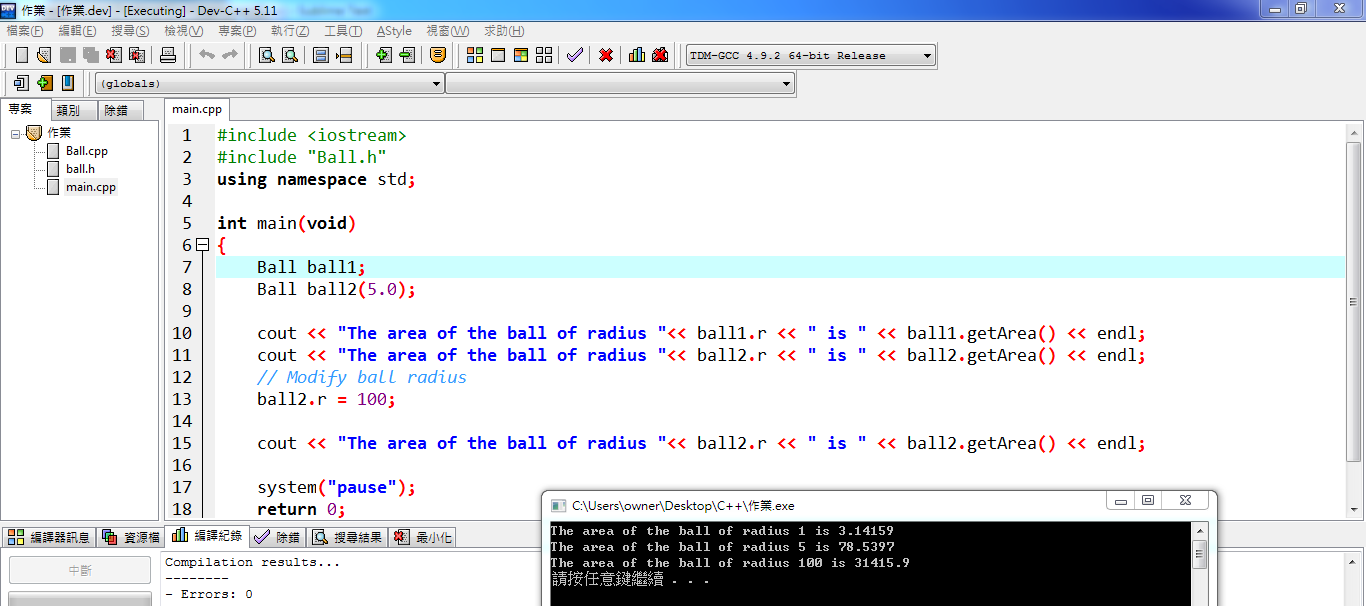 作業 - [作業.dev] - [Executing] - Dev-C++ 5.11
檔案(F) 編輯(E) 搜尋(S) 檢視(V) 專案(P) 執行(Z) 工具(T) AStyle 視窗(W) 求助(H)
TDM-GCC 4.9.2 64-bit Release
(globals)
專案 類別 除錯
作業
Ball.cpp
ball.h
main.cpp
main.cpp
1 #include <iostream>
2 #include "Ball.h"
3 using namespace std;
4
5 int main(void)
6 {
7 Ball ball1;
8 Ball ball2(5.0);
9
10 cout << "The area of the ball of radius "<< ball1.r << " is " << ball1.getArea() << endl;
11 cout << "The area of the ball of radius "<< ball2.r << " is " << ball2.getArea() << endl;
12 // Modify ball radius
13 ball2.r = 100;
14
15 cout << "The area of the ball of radius "<< ball2.r << " is " << ball2.getArea() << endl;
16
17 system("pause");
18 return 0;
編譯器訊息 資源檔 編譯紀錄 除錯 搜尋結果 最小化
中斷
Compilation results...
--------
- Errors: 0
C:\Users\owner\Desktop\C++\作業.exe
The area of the ball of radius 1 is 3.14159
The area of the ball of radius 5 is 78.5397
The area of the ball of radius 100 is 31415.9
請按任意鍵繼續 . . .